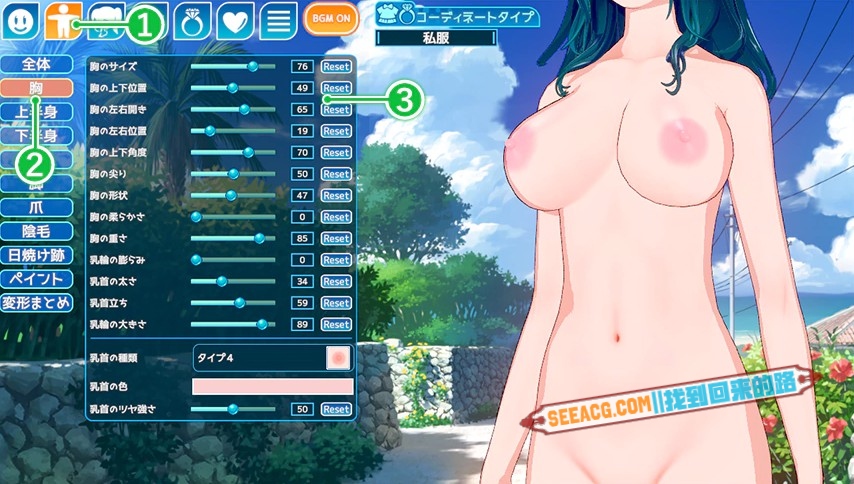 BGM ON
コーディネートタイプ
私服
1
2
3
全体
胸
上半身
下半身
爪
陰毛
日焼け跡
ペイント
変形まとめ
胸のサイズ 76 Reset
胸の上下位置 49 Reset
胸の左右開き 65 Reset
胸の左右位置 19 Reset
胸の上下角度 70 Reset
胸の尖り 50 Reset
胸の形状 47 Reset
胸の柔らかさ 0 Reset
胸の重さ 85 Reset
乳輪の膨らみ 0 Reset
乳首の太さ 34 Reset
乳首立ち 59 Reset
乳輪の大きさ 89 Reset
乳首の種類 タイプ4
乳首の色
乳首のツヤ強さ 50 Reset
SEEACG.COM||找到回来的路